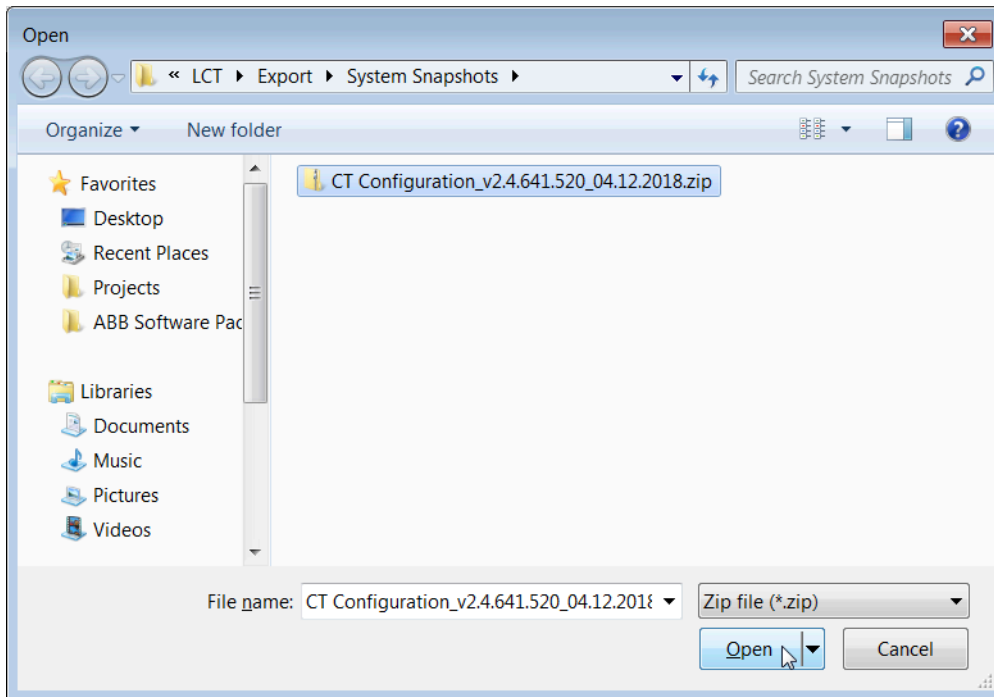 Open
« LCT Export System Snapshots
Search System Snapshots
Organize
New folder
Favorites
Desktop
Recent Places
Projects
ABB Software Pac
Libraries
Documents
Music
Pictures
Videos
CT Configuration_v2.4.641.520_04.12.2018.zip
File name: CT Configuration_v2.4.641.520_04.12.2018
Zip file (*.zip)
Open
Cancel